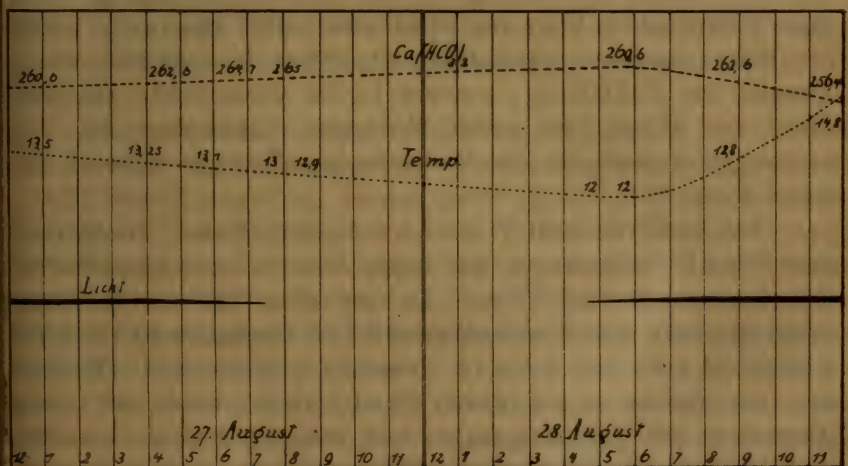 Ca(HCO₃)₂
260,6 262,6 264,7 265 262,6 256,4
13,5 13,25 13,1 13 12,9 Temp. 12 12 12,8 14,8
Licht
27. August 28. August
12 1 2 3 4 5 6 7 8 9 10 11 12 1 2 3 4 5 6 7 8 9 10 11